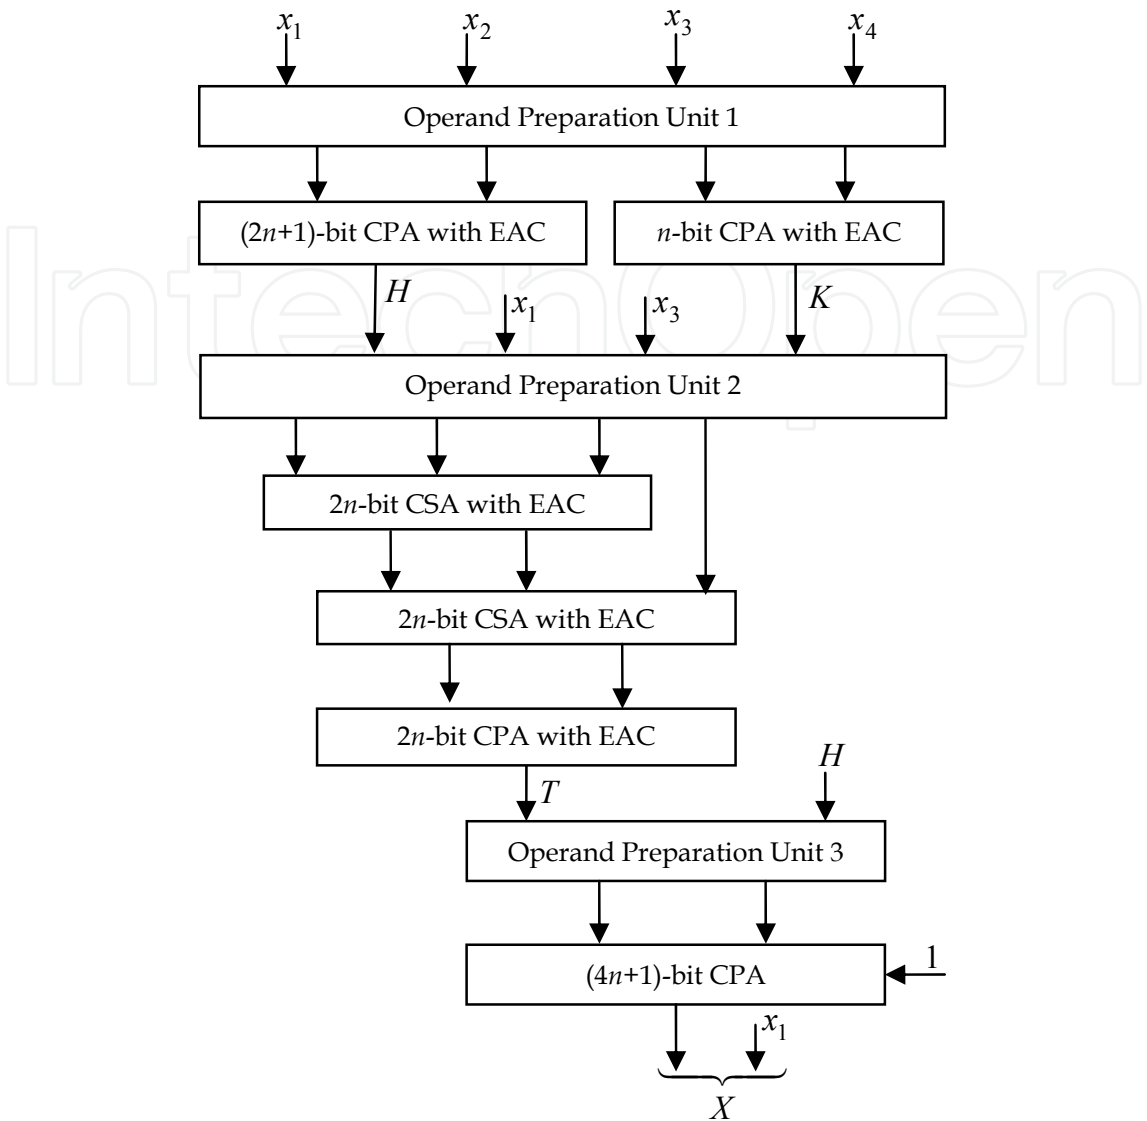 x₁ x₂ x₃ x₄
Operand Preparation Unit 1
(2n+1)-bit CPA with EAC
n-bit CPA with EAC
H x₁ x₃ K
Operand Preparation Unit 2
2n-bit CSA with EAC
2n-bit CSA with EAC
2n-bit CPA with EAC
T H
Operand Preparation Unit 3
(4n+1)-bit CPA
1
x₁
X
IntechOpen